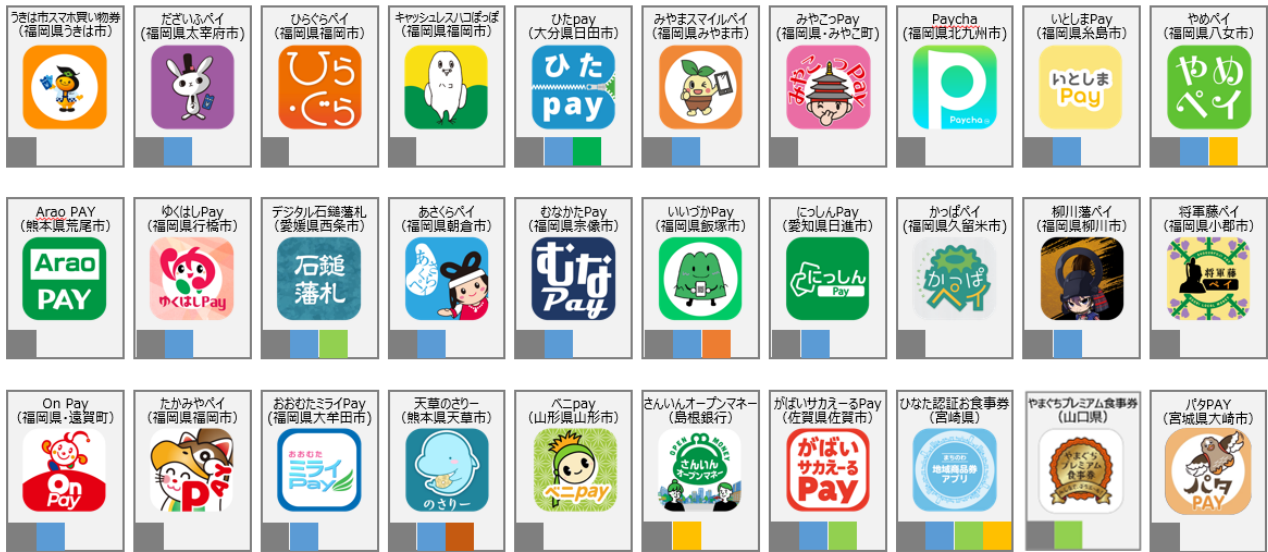 うきは市スマホ買い物券
(福岡県うきは市)
だざいふペイ
(福岡県太宰府市)
ひらぐらペイ
(福岡県福岡市)
ひら
・ぐら
キャッシュレスハコぽっぽ
(福岡県福岡市)
ハコ
ひたpay
(大分県日田市)
ひた
pay
みやまスマイルペイ
(福岡県みやま市)
みやこっPay
(福岡県・みやこ町)
みやこっPay
Paycha
(福岡県北九州市)
p
Paycha
いとしまPay
(福岡県糸島市)
いとしま
Pay
やめペイ
(福岡県八女市)
やめ
ペイ
Arao PAY
(熊本県荒尾市)
Arao
PAY
ゆくはしPay
(福岡県行橋市)
ゆくはしPay
デジタル石鎚藩札
(愛媛県西条市)
石鎚
藩札
あさくらペイ
(福岡県朝倉市)
あさくらペイ
むなかたPay
(福岡県宗像市)
むな
Pay
いいづかPay
(福岡県飯塚市)
にっしんPay
(愛知県日進市)
にっしん
Pay
かっぱペイ
(福岡県久留米市)
かっぱ
ペイ
柳川藩ペイ
(福岡県柳川市)
将軍藤ペイ
(福岡県小郡市)
将軍藤
ペイ
On Pay
(福岡県・遠賀町)
On
Pay
たかみやペイ
(福岡県福岡市)
PAY
おおむたミライPay
(福岡県大牟田市)
おおむた
ミライ
Pay
天草のさりー
(熊本県天草市)
のさりー
ベニpay
(山形県山形市)
ベニpay
さんいんオープンマネー
(島根銀行)
OPEN MONEY
さんいん
オープンマネー
がばいサカえーるPay
(佐賀県佐賀市)
がばい
サカえーる
Pay
ひなた認証お食事券
(宮崎県)
まちのわ
地域商品券
アプリ
やまぐちプレミアム食事券
(山口県)
やまぐち
プレミアム
食事券
パタPAY
(宮城県大崎市)
パタ
PAY